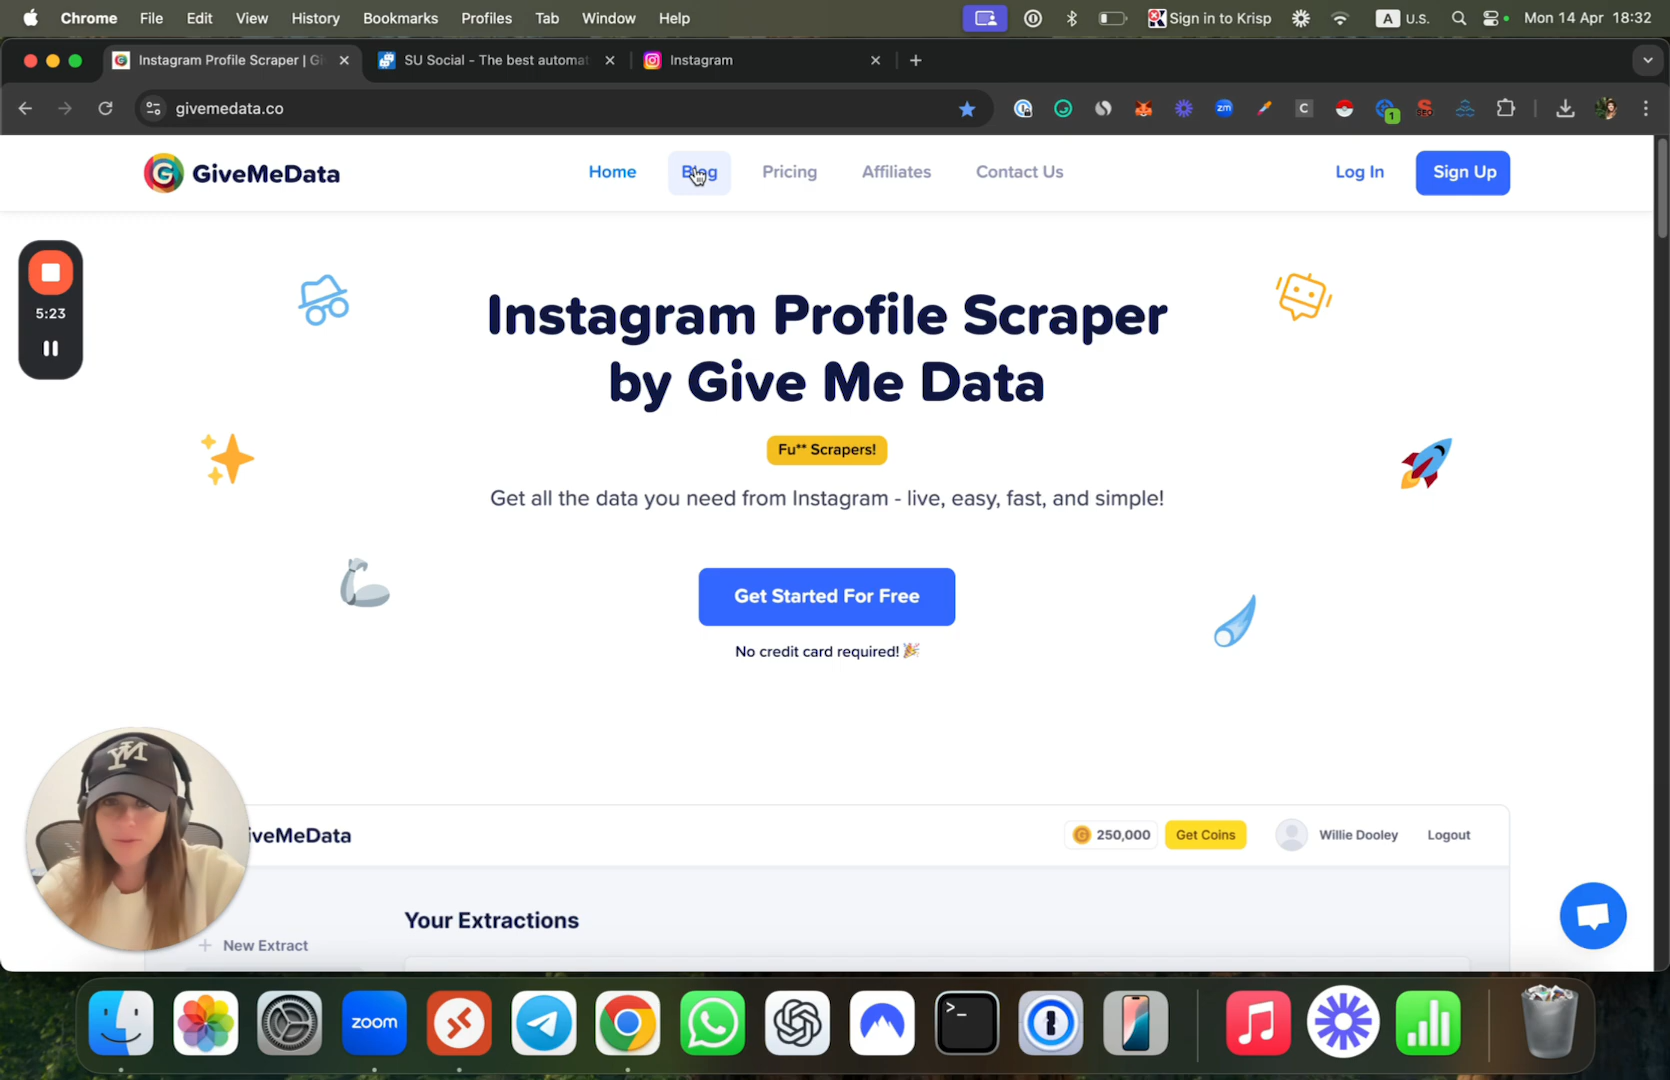 Chrome File Edit View History Bookmarks Profiles Tab Window Help Sign in to Krisp A U.S. Mon 14 Apr 18:32
Instagram Profile Scraper | Gi SU Social - The best automat Instagram
givemedata.co
zm C 1 SEO
GiveMeData Home Blog Pricing Affiliates Contact Us Log In Sign Up
5:23
Instagram Profile Scraper
by Give Me Data
Fu** Scrapers!
Get all the data you need from Instagram - live, easy, fast, and simple!
Get Started For Free
No credit card required!
iveMeData 250,000 Get Coins Willie Dooley Logout
Your Extractions
New Extract
zoom